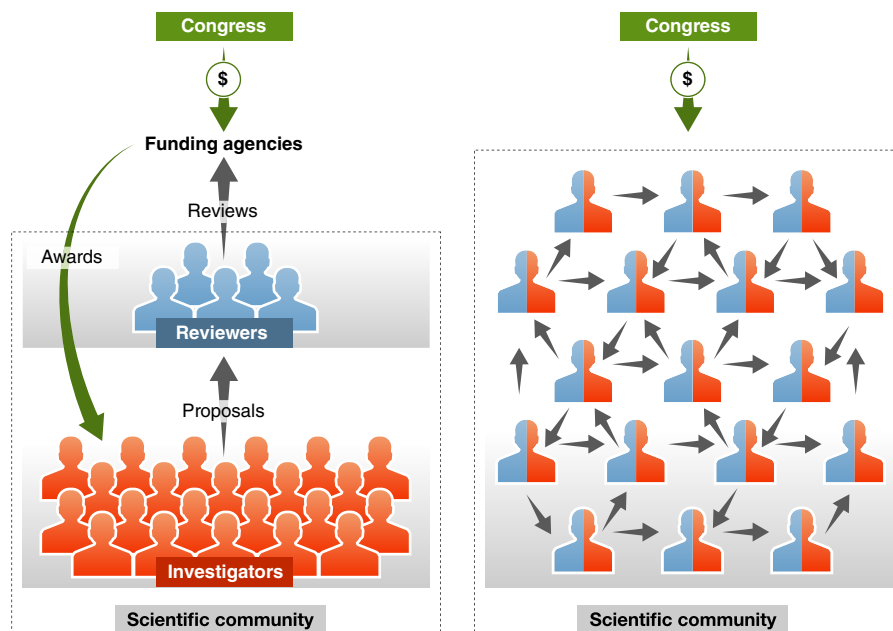 Congress
$
Funding agencies
Reviews
Awards
Reviewers
Proposals
Investigators
Scientific community
Congress
$
Scientific community